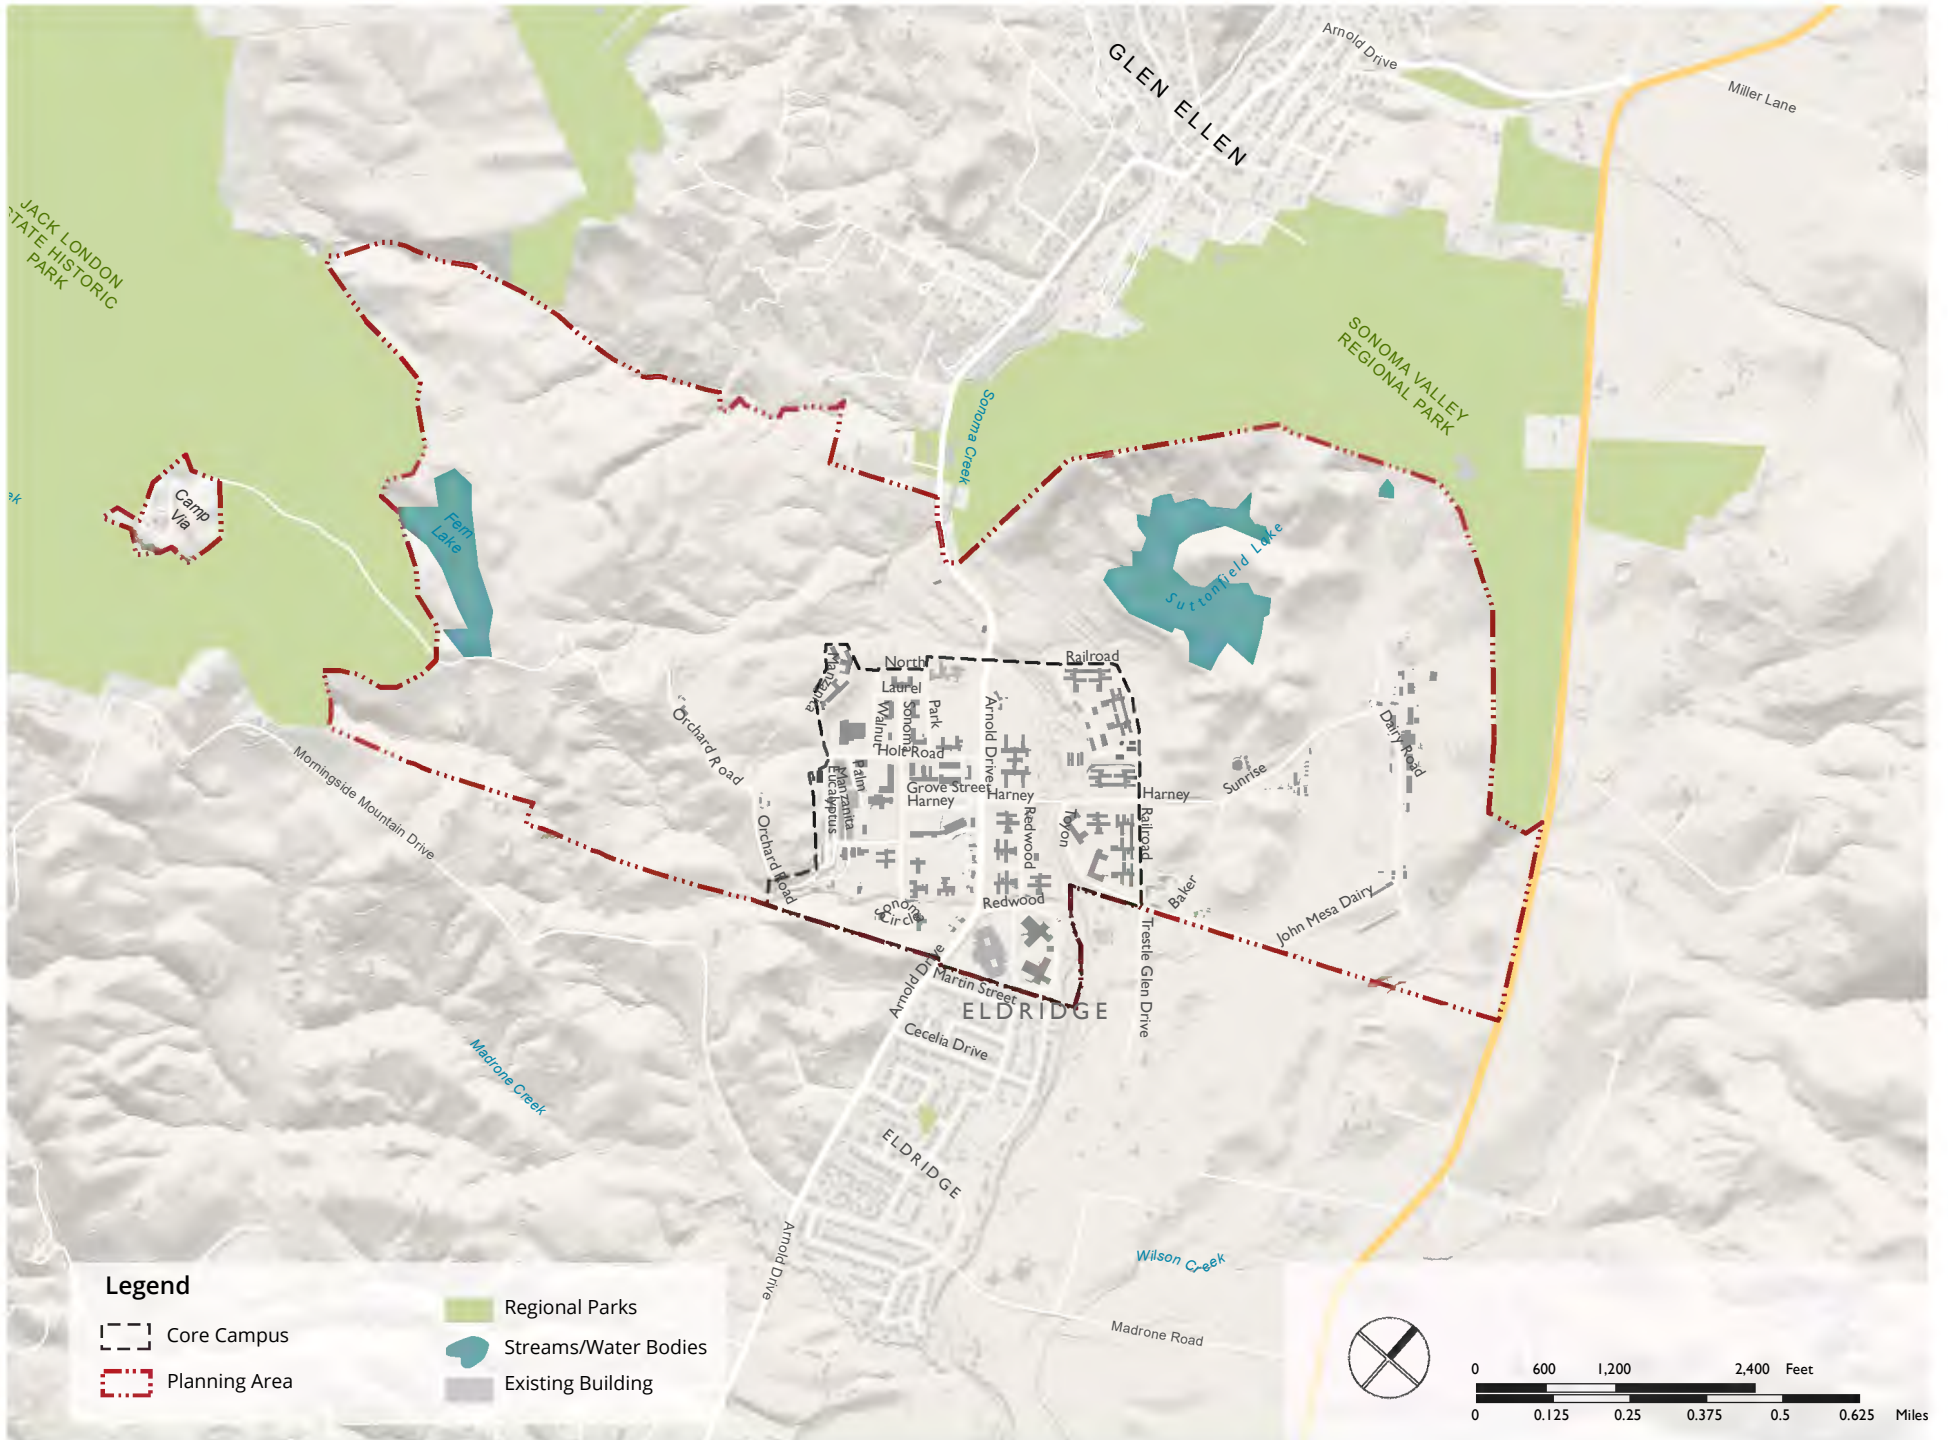 Arnold Drive
Miller Lane
GLEN ELLEN
JACK LONDON
STATE HISTORIC
PARK
SONOMA VALLEY
REGIONAL PARK
Sonoma Creek
Camp
Via
Fern
Lake
Suttonfield Lake
Manzanita
North
Railroad
Laurel
Walnut
Sonoma
Park
Arnold Drive
Orchard Road
Holt Road
Dairy Road
Morningside Mountain Drive
Palm
Manzanita
Eucalyptus
Grove Street
Harney
Harney
Harney
Sunrise
Orchard Road
Redwood
Toyon
Railroad
Baker
Sonoma
Circle
Redwood
John Mesa Dairy
Trestle Glen Drive
Arnold Drive
Martin Street
ELDRIDGE
Cecelia Drive
Madrone Creek
ELDRIDGE
Arnold Drive
Wilson Creek
Madrone Road
Legend
Core Campus
Planning Area
Regional Parks
Streams/Water Bodies
Existing Building
0 600 1,200 2,400 Feet
0 0.125 0.25 0.375 0.5 0.625 Miles